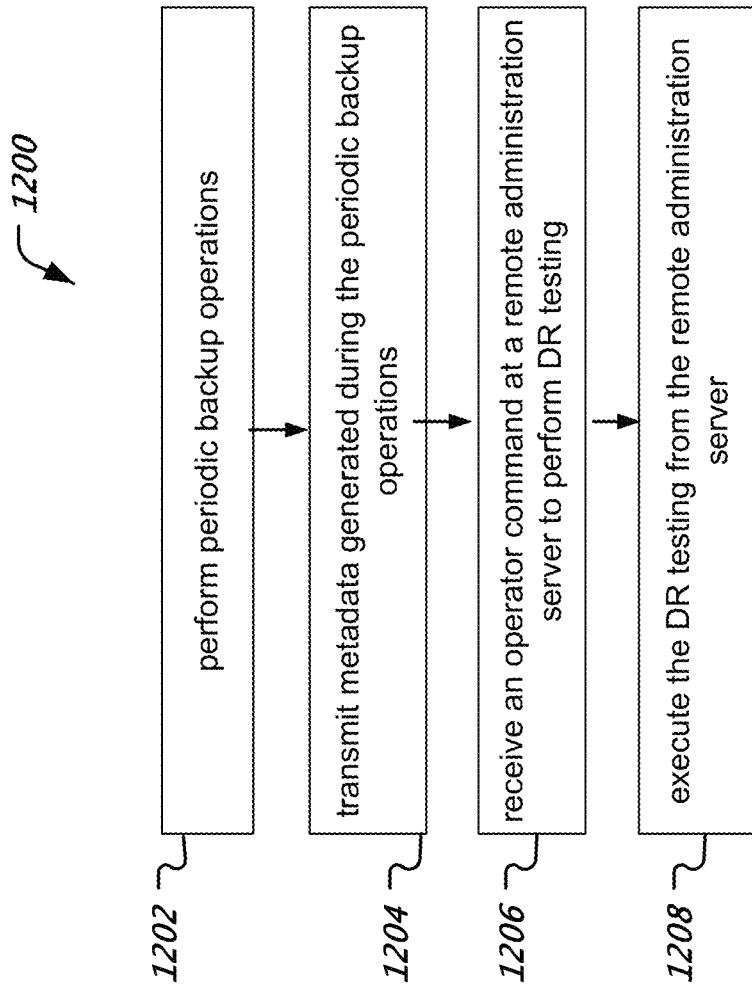 1200
1202
perform periodic backup operations
1204
transmit metadata generated during the periodic backup
operations
1206
receive an operator command at a remote administration
server to perform DR testing
1208
execute the DR testing from the remote administration
server